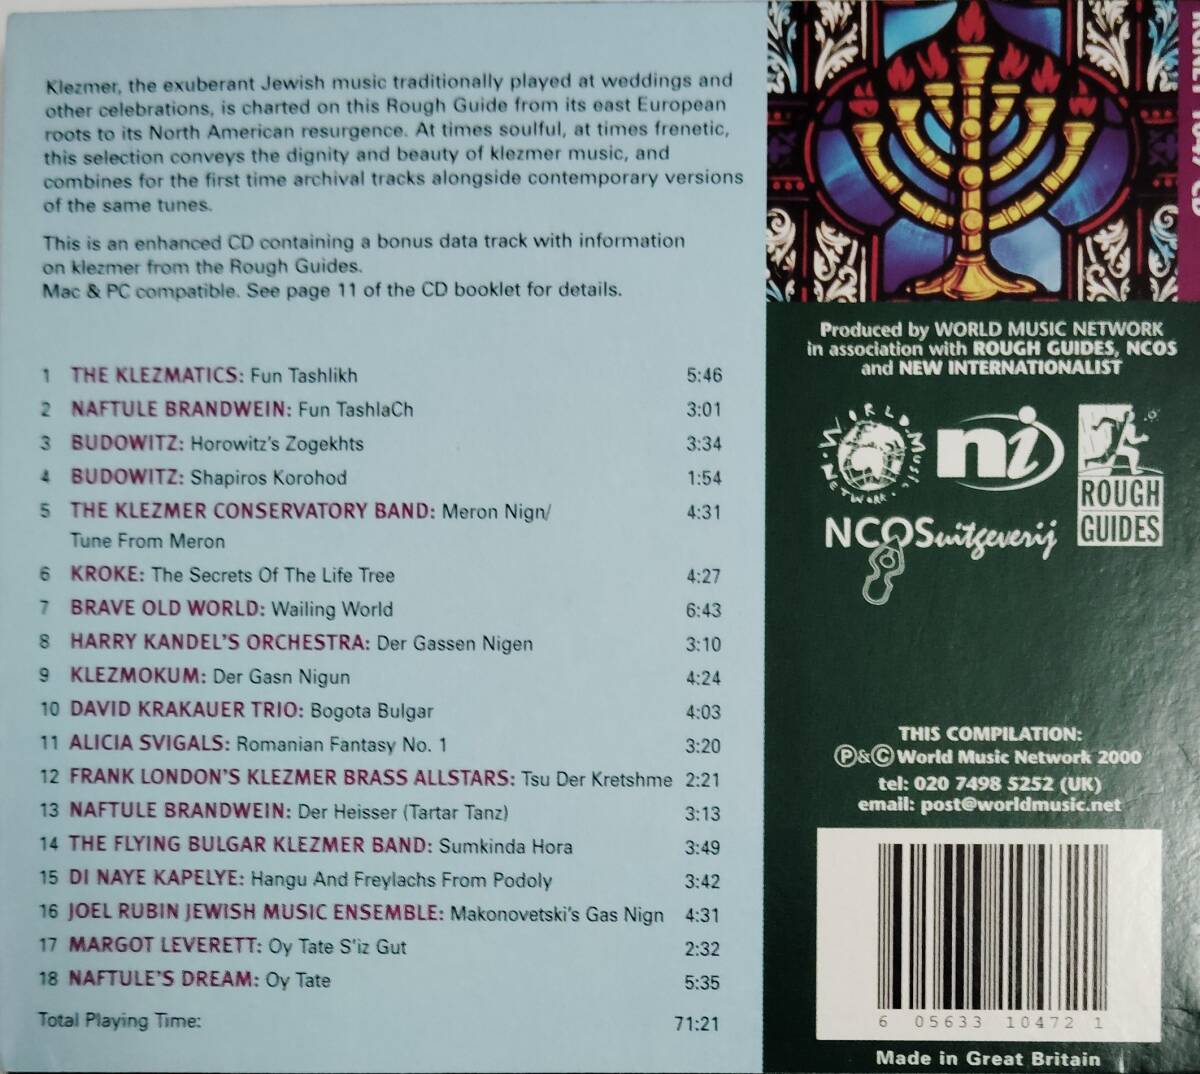 Klezmer, the exuberant Jewish music traditionally played at weddings and
other celebrations, is charted on this Rough Guide from its east European
roots to its North American resurgence. At times soulful, at times frenetic,
this selection conveys the dignity and beauty of klezmer music, and
combines for the first time archival tracks alongside contemporary versions
of the same tunes.
This is an enhanced CD containing a bonus data track with information
on klezmer from the Rough Guides.
Mac & PC compatible. See page 11 of the CD booklet for details.
1 THE KLEZMATICS: Fun Tashlikh 5:46
2 NAFTULE BRANDWEIN: Fun TashlaCh 3:01
3 BUDOWITZ: Horowitz's Zogekhts 3:34
4 BUDOWITZ: Shapiros Korohod 1:54
5 THE KLEZMER CONSERVATORY BAND: Meron Nign/ 4:31
Tune From Meron
6 KROKE: The Secrets Of The Life Tree 4:27
7 BRAVE OLD WORLD: Wailing World 6:43
8 HARRY KANDEL'S ORCHESTRA: Der Gassen Nigen 3:10
9 KLEZMOKUM: Der Gasn Nigun 4:24
10 DAVID KRAKAUER TRIO: Bogota Bulgar 4:03
11 ALICIA SVIGALS: Romanian Fantasy No. 1 3:20
12 FRANK LONDON'S KLEZMER BRASS ALLSTARS: Tsu Der Kretshme 2:21
13 NAFTULE BRANDWEIN: Der Heisser (Tartar Tanz) 3:13
14 THE FLYING BULGAR KLEZMER BAND: Sumkinda Hora 3:49
15 DI NAYE KAPELYE: Hangu And Freylachs From Podoly 3:42
16 JOEL RUBIN JEWISH MUSIC ENSEMBLE: Makonovetski's Gas Nign 4:31
17 MARGOT LEVERETT: Oy Tate S'iz Gut 2:32
18 NAFTULE'S DREAM: Oy Tate 5:35
Total Playing Time: 71:21
Produced by WORLD MUSIC NETWORK
in association with ROUGH GUIDES, NCOS
and NEW INTERNATIONALIST
WORLD MUSIC NETWORK
ni
ROUGH
GUIDES
NCOSuitgeverij
THIS COMPILATION:
Ⓟ&© World Music Network 2000
tel: 020 7498 5252 (UK)
email: post@worldmusic.net
6 05633 10472 1
Made in Great Britain